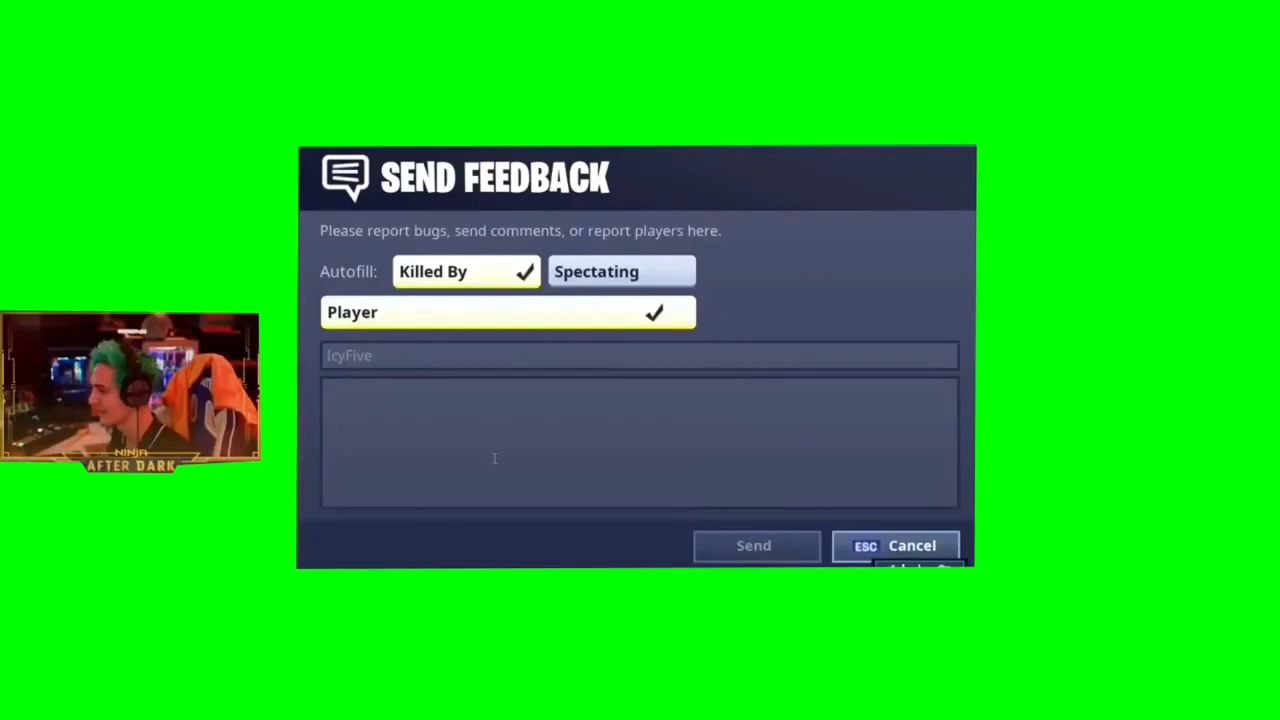 SEND FEEDBACK
Please report bugs, send comments, or report players here.
Autofill: Killed By Spectating
Player
IcyFive
Send ESC Cancel
NINJA
AFTER DARK